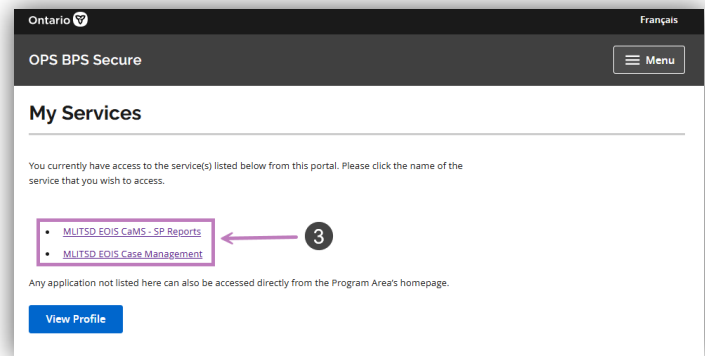 Ontario
Français
OPS BPS Secure
Menu
My Services
You currently have access to the service(s) listed below from this portal. Please click the name of the
service that you wish to access.
MLITSD EOIS CaMS - SP Reports
3
MLITSD EOIS Case Management
Any application not listed here can also be accessed directly from the Program Area's homepage.
View Profile